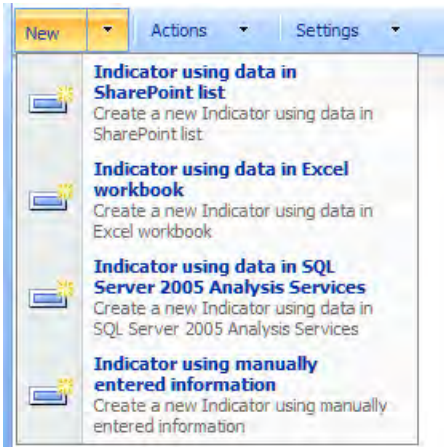 New Actions Settings
Indicator using data in
SharePoint list
Create a new Indicator using data in
SharePoint list
Indicator using data in Excel
workbook
Create a new Indicator using data in
Excel workbook
Indicator using data in SQL
Server 2005 Analysis Services
Create a new Indicator using data in
SQL Server 2005 Analysis Services
Indicator using manually
entered information
Create a new Indicator using manually
entered information